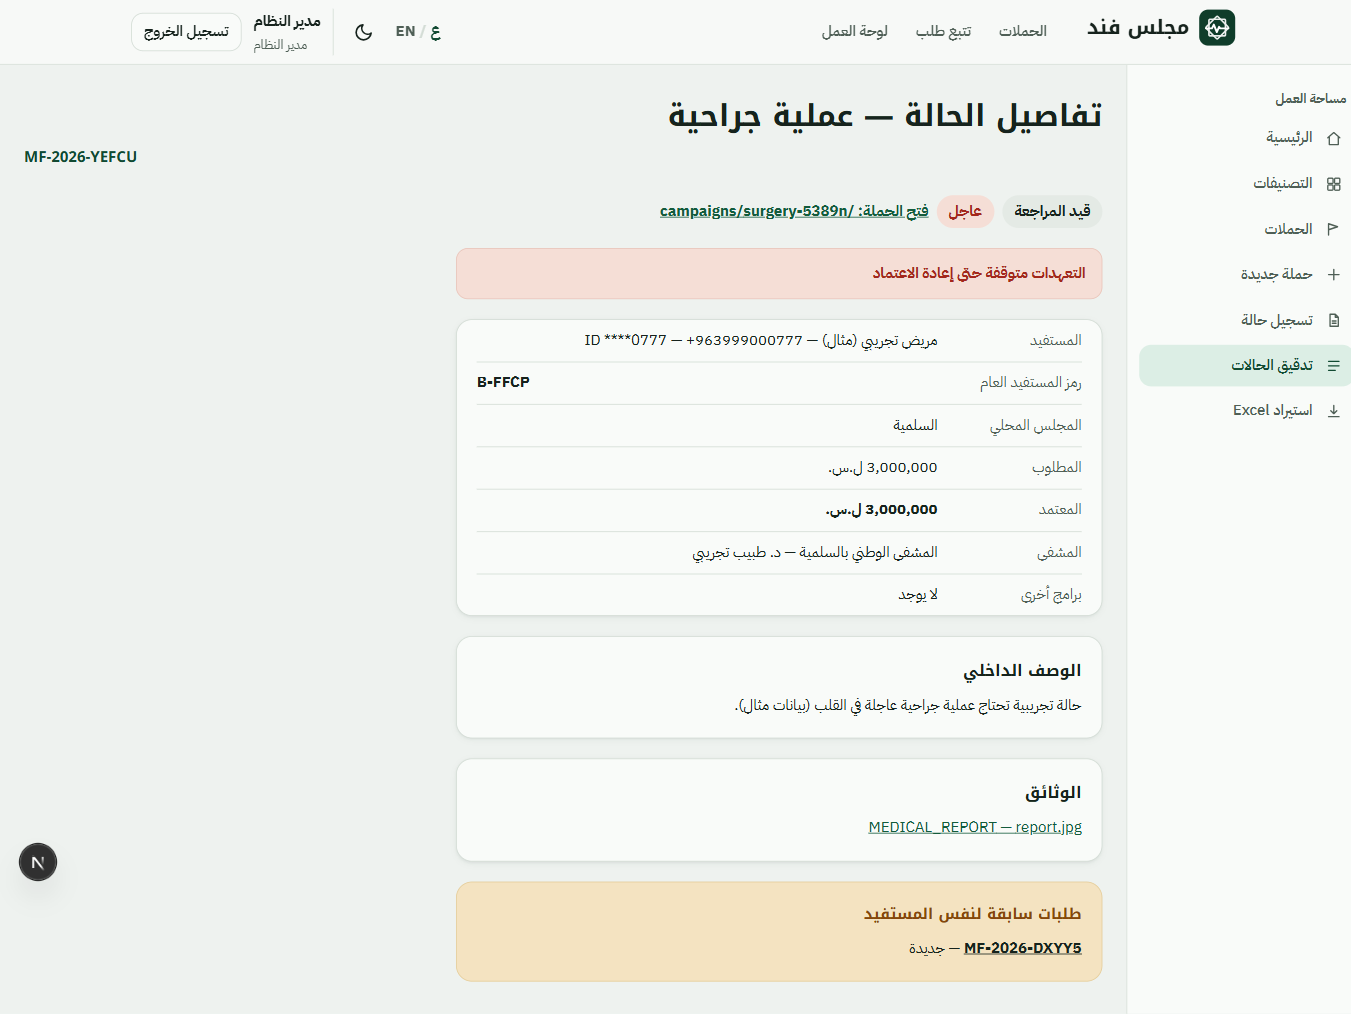 مجلس فند
الحملات
تتبع طلب
لوحة العمل
ع / EN
مدير النظام
مدير النظام
تسجيل الخروج
مساحة العمل
الرئيسية
التصنيفات
الحملات
حملة جديدة
تسجيل حالة
تدقيق الحالات
استيراد Excel
تفاصيل الحالة — عملية جراحية
MF-2026-YEFCU
قيد المراجعة
عاجل
فتح الحملة: /campaigns/surgery-5389n
التعهدات متوقفة حتى إعادة الاعتماد
المستفيد
مريض تجريبي (مثال) — +963999000777 — ID ****0777
رمز المستفيد العام
B-FFCP
المجلس المحلي
السلمية
المطلوب
3,000,000 ل.س.
المعتمد
3,000,000 ل.س.
المشفى
المشفى الوطني بالسلمية — د. طبيب تجريبي
برامج أخرى
لا يوجد
الوصف الداخلي
حالة تجريبية تحتاج عملية جراحية عاجلة في القلب (بيانات مثال).
الوثائق
MEDICAL_REPORT — report.jpg
طلبات سابقة لنفس المستفيد
MF-2026-DXYY5 — جديدة
N